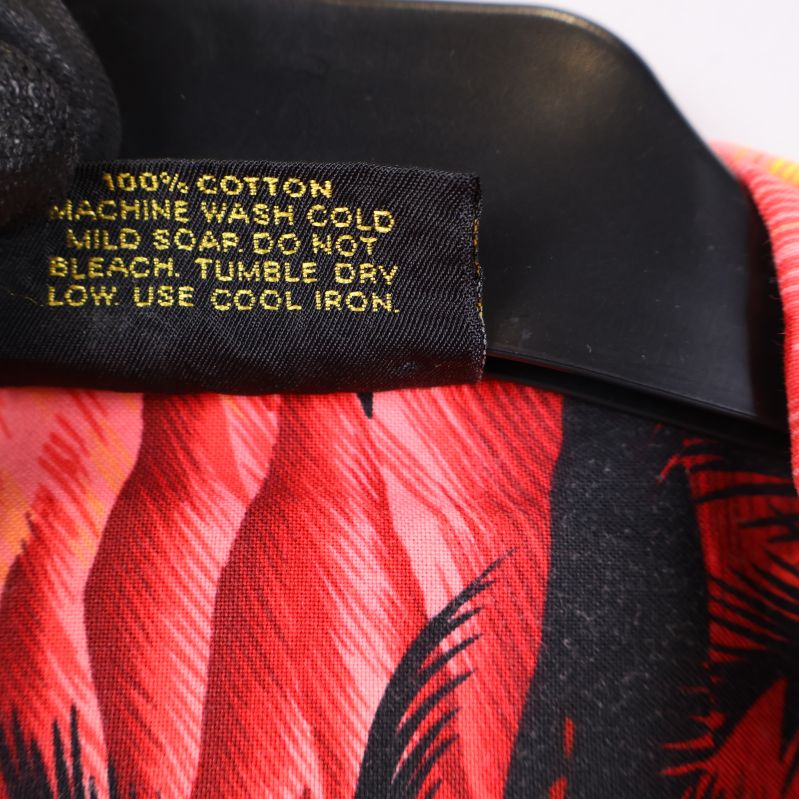 100% COTTON
MACHINE WASH COLD
MILD SOAP. DO NOT
BLEACH. TUMBLE DRY
LOW. USE COOL IRON.